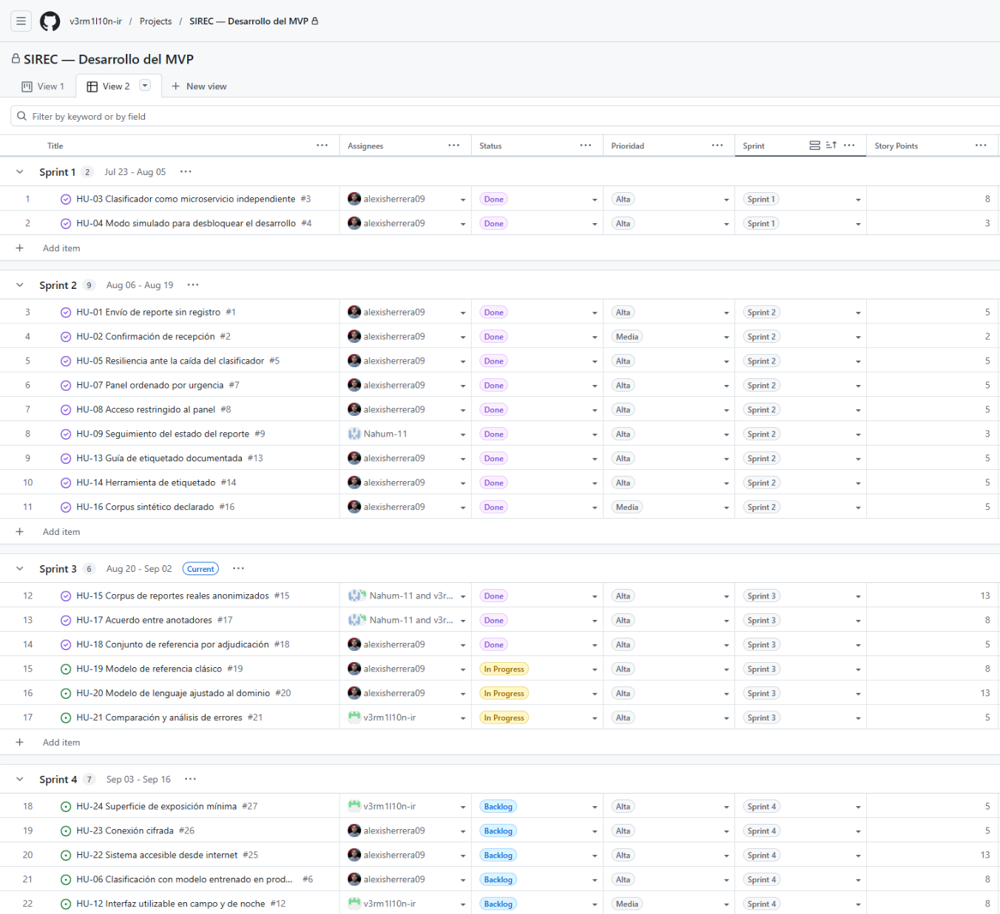 v3rm1l10n-ir / Projects / SIREC — Desarrollo del MVP
SIREC — Desarrollo del MVP
View 1 View 2 New view
Filter by keyword or by field
Title Assignees Status Prioridad Sprint Story Points
Sprint 1 2 Jul 23 - Aug 05
1 HU-03 Clasificador como microservicio independiente #3 alexisherrera09 Done Alta Sprint 1 8
2 HU-04 Modo simulado para desbloquear el desarrollo #4 alexisherrera09 Done Alta Sprint 1 3
Add item
Sprint 2 9 Aug 06 - Aug 19
3 HU-01 Envío de reporte sin registro #1 alexisherrera09 Done Alta Sprint 2 5
4 HU-02 Confirmación de recepción #2 alexisherrera09 Done Media Sprint 2 2
5 HU-05 Resiliencia ante la caída del clasificador #5 alexisherrera09 Done Alta Sprint 2 5
6 HU-07 Panel ordenado por urgencia #7 alexisherrera09 Done Alta Sprint 2 5
7 HU-08 Acceso restringido al panel #8 alexisherrera09 Done Alta Sprint 2 5
8 HU-09 Seguimiento del estado del reporte #9 Nahum-11 Done Alta Sprint 2 3
9 HU-13 Guía de etiquetado documentada #13 alexisherrera09 Done Alta Sprint 2 5
10 HU-14 Herramienta de etiquetado #14 alexisherrera09 Done Alta Sprint 2 5
11 HU-16 Corpus sintético declarado #16 alexisherrera09 Done Media Sprint 2 5
Add item
Sprint 3 6 Aug 20 - Sep 02 Current
12 HU-15 Corpus de reportes reales anonimizados #15 Nahum-11 and v3r... Done Alta Sprint 3 13
13 HU-17 Acuerdo entre anotadores #17 Nahum-11 and v3r... Done Alta Sprint 3 8
14 HU-18 Conjunto de referencia por adjudicación #18 alexisherrera09 Done Alta Sprint 3 5
15 HU-19 Modelo de referencia clásico #19 alexisherrera09 In Progress Alta Sprint 3 8
16 HU-20 Modelo de lenguaje ajustado al dominio #20 alexisherrera09 In Progress Alta Sprint 3 13
17 HU-21 Comparación y análisis de errores #21 v3rm1l10n-ir In Progress Alta Sprint 3 5
Add item
Sprint 4 7 Sep 03 - Sep 16
18 HU-24 Superficie de exposición mínima #27 v3rm1l10n-ir Backlog Alta Sprint 4 5
19 HU-23 Conexión cifrada #26 alexisherrera09 Backlog Alta Sprint 4 5
20 HU-22 Sistema accesible desde internet #25 alexisherrera09 Backlog Alta Sprint 4 13
21 HU-06 Clasificación con modelo entrenado en prod... #6 alexisherrera09 Backlog Alta Sprint 4 8
22 HU-12 Interfaz utilizable en campo y de noche #12 v3rm1l10n-ir Backlog Media Sprint 4 8